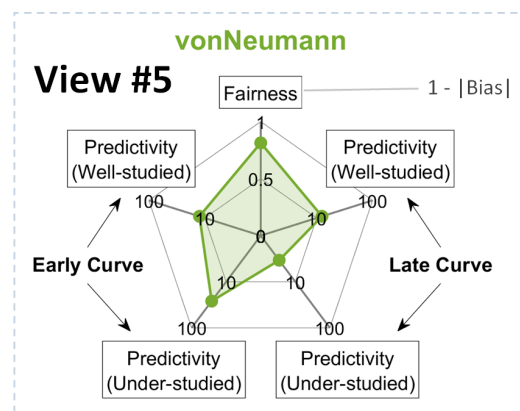 vonNeumann
View #5
Fairness
1 - |Bias|
1
Predictivity
(Well-studied)
Predictivity
(Well-studied)
0.5
100
100
10
10
0
Early Curve
Late Curve
10
10
100
100
Predictivity
(Under-studied)
Predictivity
(Under-studied)